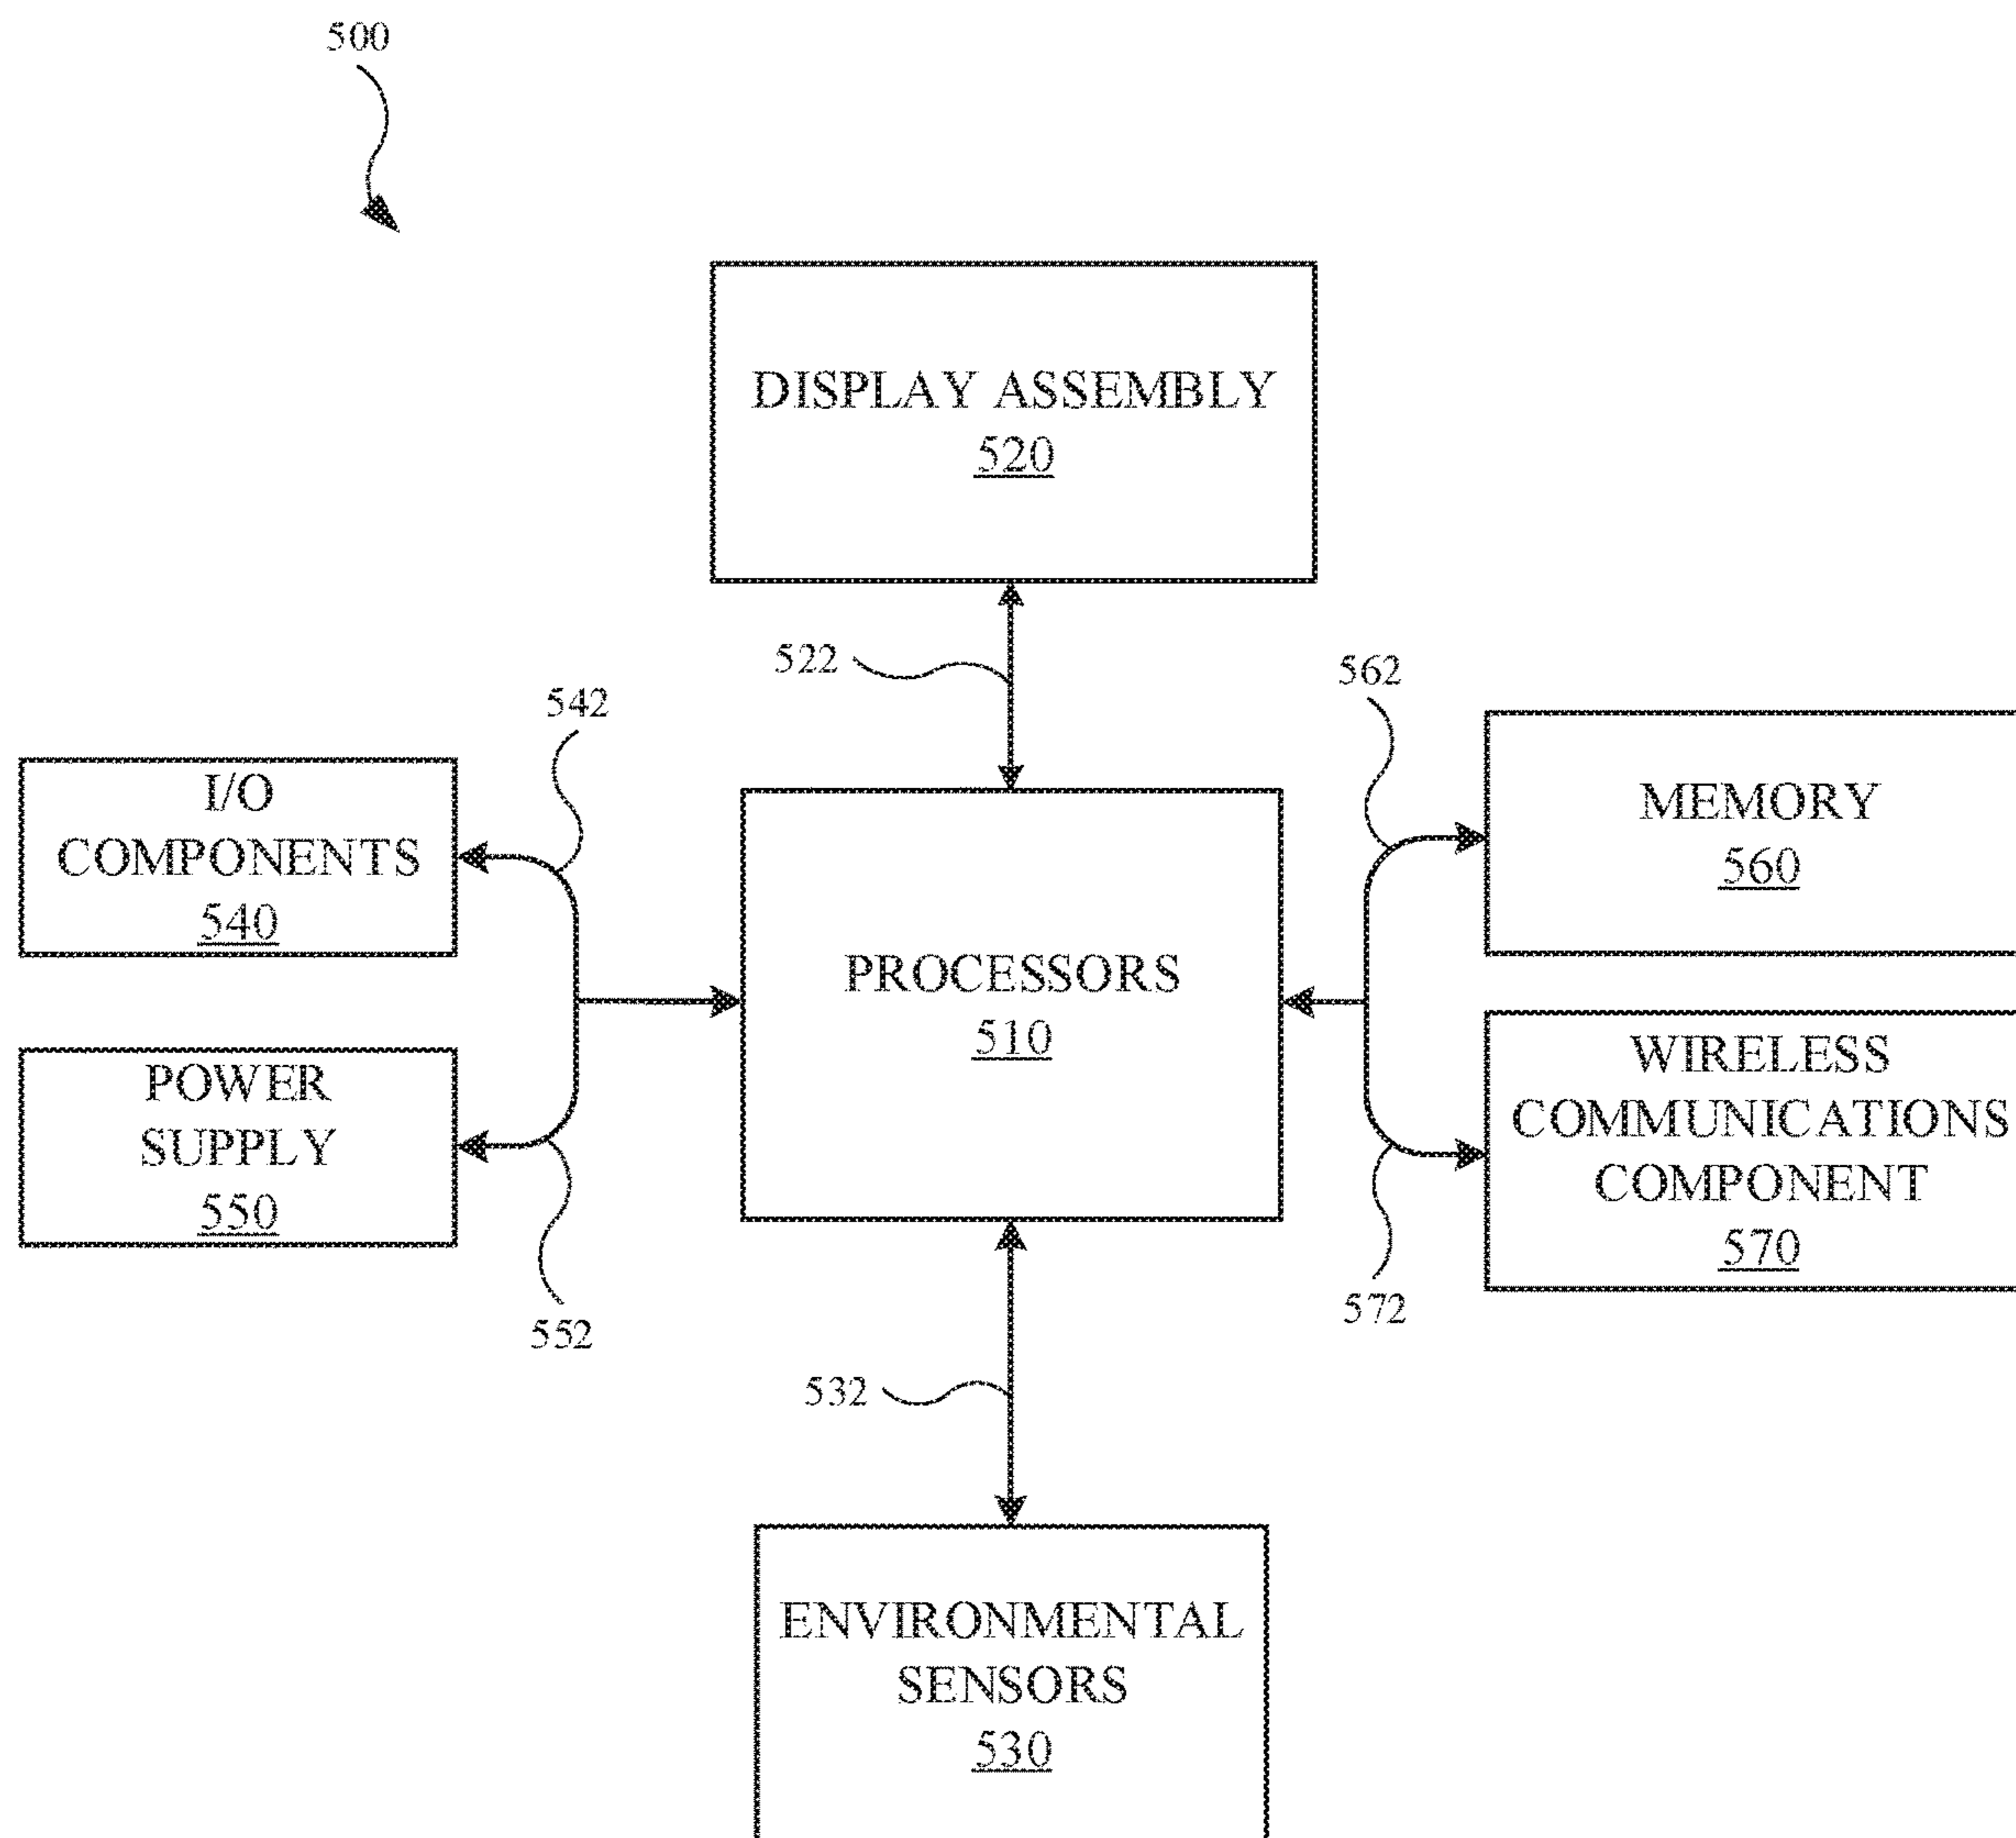 500
DISPLAY ASSEMBLY
520
522
542
562
I/O
COMPONENTS
540
MEMORY
560
PROCESSORS
510
POWER
SUPPLY
550
WIRELESS
COMMUNICATIONS
COMPONENT
570
552
572
532
ENVIRONMENTAL
SENSORS
530